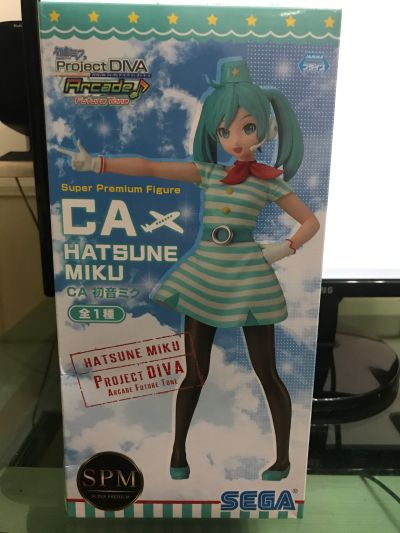 初音ミク
Project DIVA
Arcade
Future Tone
Super Premium Figure
CA
HATSUNE
MIKU
CA 初音ミク
全1種
HATSUNE MIKU
PROJECT DIVA
ARCADE FUTURE TONE
SPM
SUPER PREMIUM
SEGA